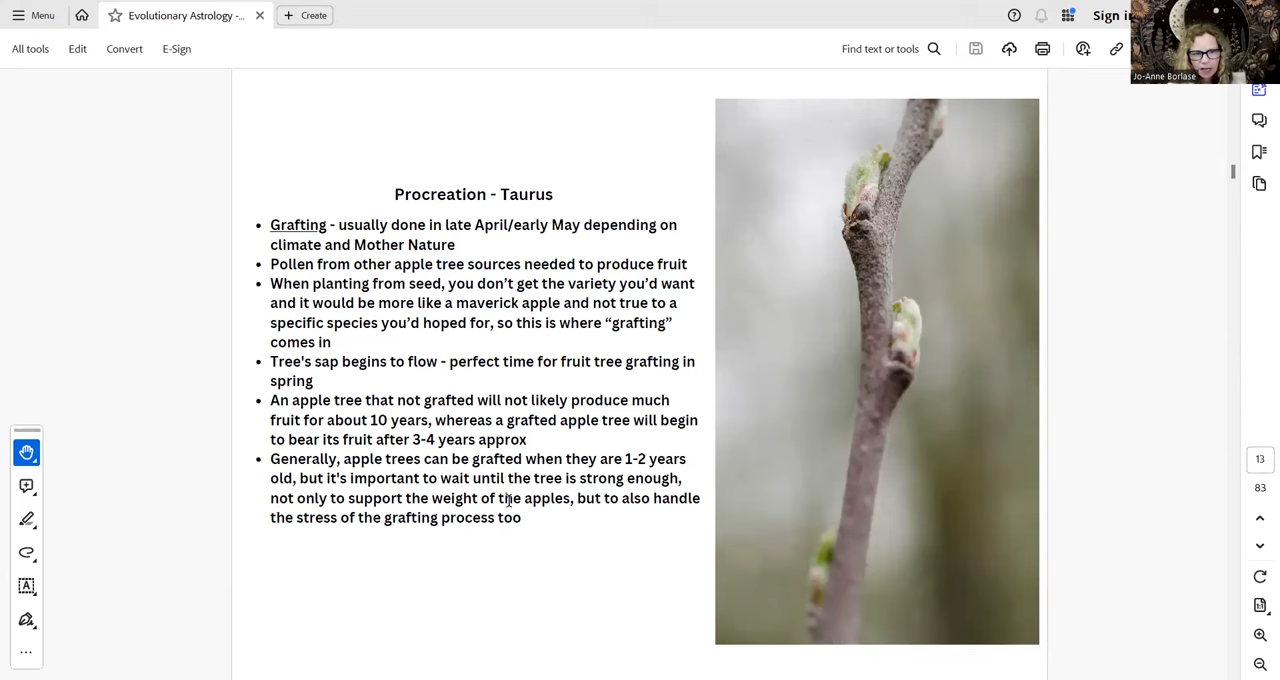 Menu
Evolutionary Astrology -...
Create
Sign in
All tools
Edit
Convert
E-Sign
Find text or tools
Jo-Anne Borlase
Procreation - Taurus
• Grafting - usually done in late April/early May depending on
climate and Mother Nature
• Pollen from other apple tree sources needed to produce fruit
• When planting from seed, you don’t get the variety you’d want
and it would be more like a maverick apple and not true to a
specific species you’d hoped for, so this is where “grafting”
comes in
• Tree's sap begins to flow - perfect time for fruit tree grafting in
spring
• An apple tree that not grafted will not likely produce much
fruit for about 10 years, whereas a grafted apple tree will begin
to bear its fruit after 3-4 years approx
• Generally, apple trees can be grafted when they are 1-2 years
old, but it's important to wait until the tree is strong enough,
not only to support the weight of the apples, but to also handle
the stress of the grafting process too
13
83